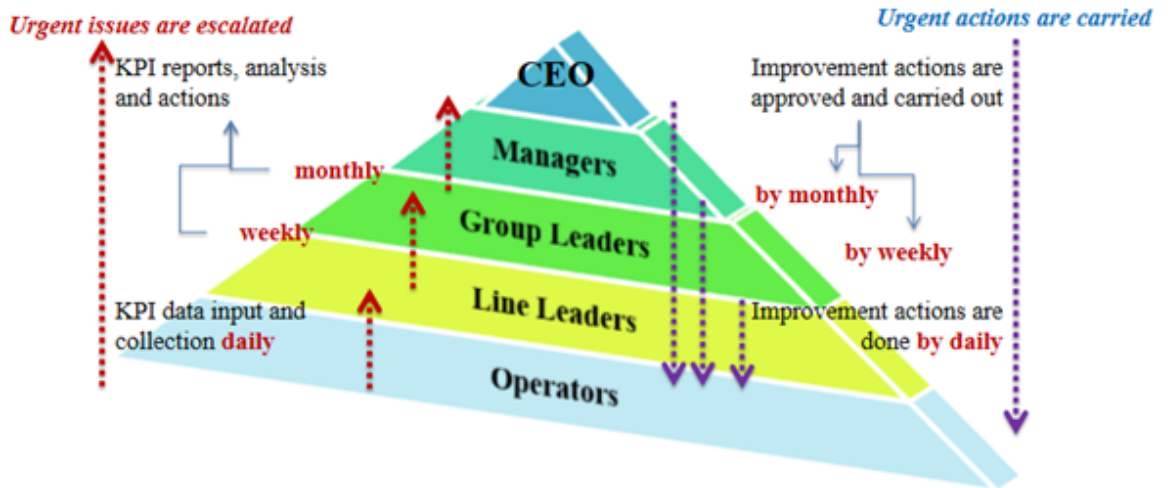 Urgent issues are escalated
Urgent actions are carried
KPI reports, analysis
and actions
CEO
Improvement actions are
approved and carried out
Managers
monthly
by monthly
Group Leaders
weekly
by weekly
KPI data input and
collection daily
Line Leaders
Improvement actions are
done by daily
Operators